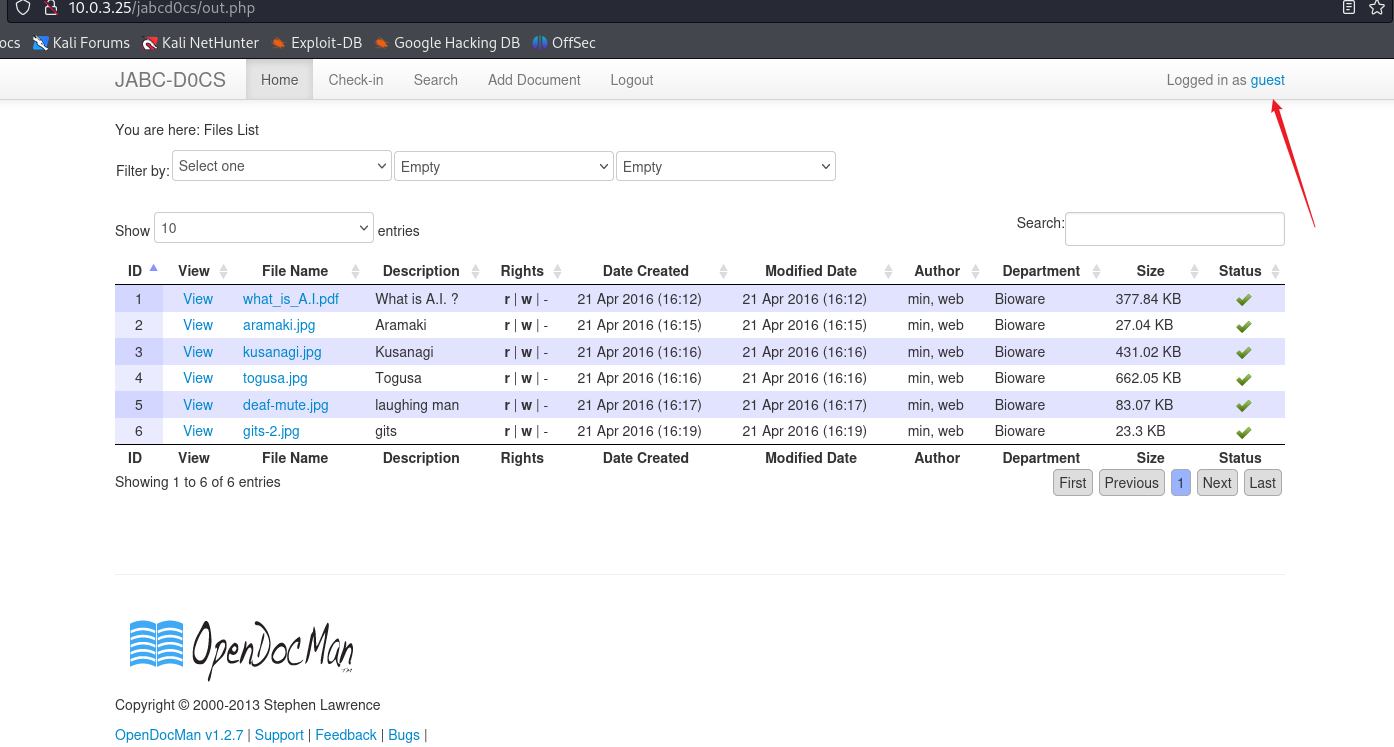 10.0.3.25/jabcd0cs/out.php
ocs Kali Forums Kali NetHunter Exploit-DB Google Hacking DB OffSec
JABC-D0CS Home Check-in Search Add Document Logout Logged in as guest
You are here: Files List
Filter by: Select one Empty Empty
Show 10 entries Search:
ID View File Name Description Rights Date Created Modified Date Author Department Size Status
1 View what_is_A.I.pdf What is A.I. ? r | w | - 21 Apr 2016 (16:12) 21 Apr 2016 (16:12) min, web Bioware 377.84 KB
2 View aramaki.jpg Aramaki r | w | - 21 Apr 2016 (16:15) 21 Apr 2016 (16:15) min, web Bioware 27.04 KB
3 View kusanagi.jpg Kusanagi r | w | - 21 Apr 2016 (16:16) 21 Apr 2016 (16:16) min, web Bioware 431.02 KB
4 View togusa.jpg Togusa r | w | - 21 Apr 2016 (16:16) 21 Apr 2016 (16:16) min, web Bioware 662.05 KB
5 View deaf-mute.jpg laughing man r | w | - 21 Apr 2016 (16:17) 21 Apr 2016 (16:17) min, web Bioware 83.07 KB
6 View gits-2.jpg gits r | w | - 21 Apr 2016 (16:19) 21 Apr 2016 (16:19) min, web Bioware 23.3 KB
ID View File Name Description Rights Date Created Modified Date Author Department Size Status
Showing 1 to 6 of 6 entries First Previous 1 Next Last
OpenDocMan™
Copyright © 2000-2013 Stephen Lawrence
OpenDocMan v1.2.7 | Support | Feedback | Bugs |